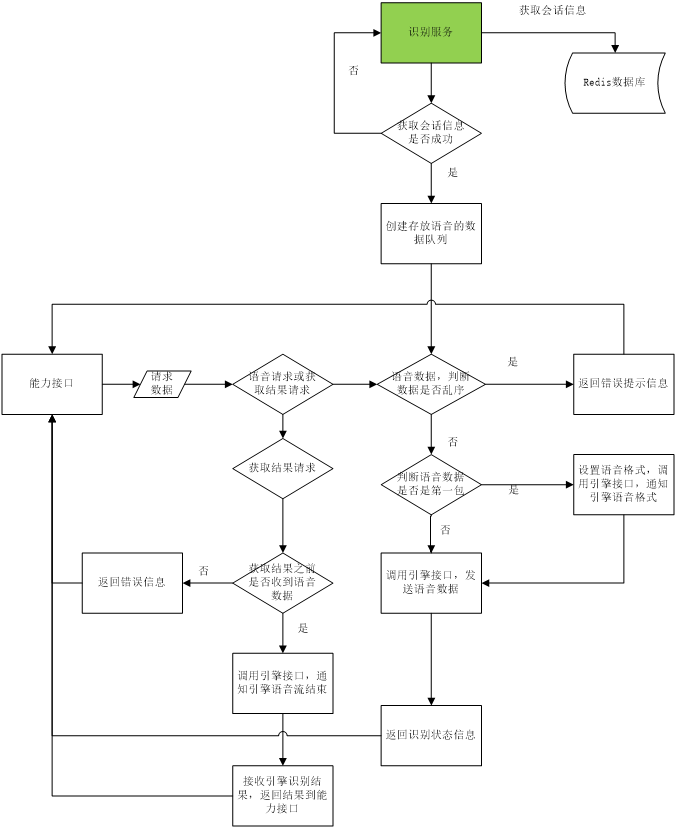 获取会话信息
识别服务
否
Redis数据库
获取会话信息
是否成功
是
创建存放语音的数
据队列
能力接口
请求
数据
语音请求或获
取结果请求
语音数据，判断
数据是否乱序
是
返回错误提示信息
否
获取结果请求
判断语音数据
是否是第一包
是
设置语音格式，调
用引擎接口，通知
引擎语音格式
否
返回错误信息
否
获取结果之前
是否收到语音
数据
调用引擎接口，发
送语音数据
是
调用引擎接口，通
知引擎语音流结束
返回识别状态信息
接收引擎识别结
果，返回结果到能
力接口